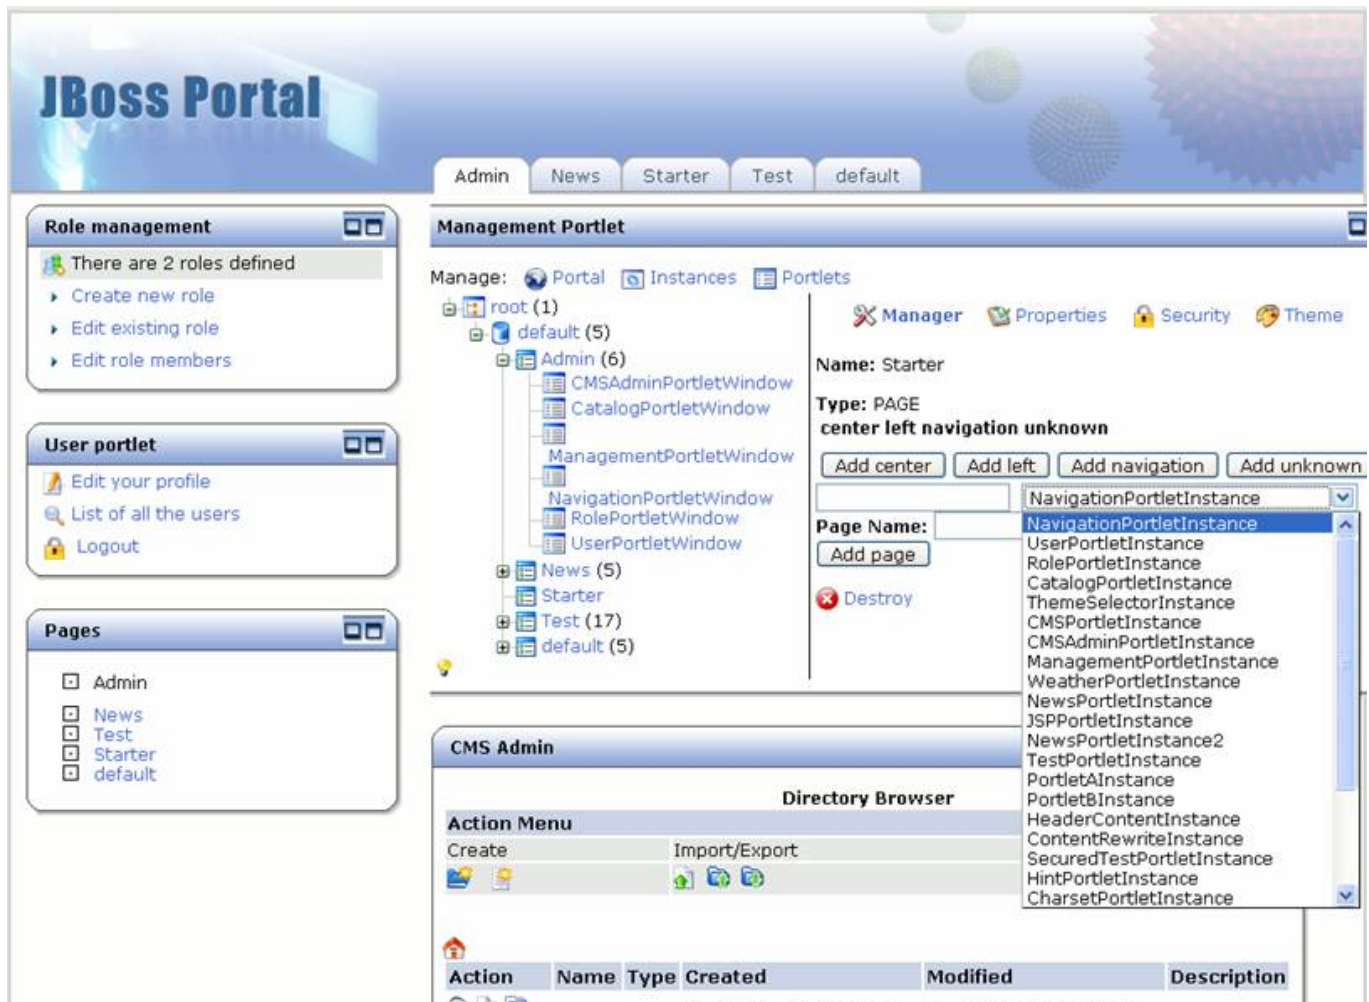 JBoss Portal
Admin News Starter Test default
Role management
There are 2 roles defined
Create new role
Edit existing role
Edit role members
User portlet
Edit your profile
List of all the users
Logout
Pages
Admin
News
Test
Starter
default
Management Portlet
Manage: Portal Instances Portlets
root (1)
default (5)
Admin (6)
CMSAdminPortletWindow
CatalogPortletWindow
ManagementPortletWindow
NavigationPortletWindow
RolePortletWindow
UserPortletWindow
News (5)
Starter
Test (17)
default (5)
Manager Properties Security Theme
Name: Starter
Type: PAGE
center left navigation unknown
Add center Add left Add navigation Add unknown
NavigationPortletInstance
Page Name:
Add page
Destroy
NavigationPortletInstance
UserPortletInstance
RolePortletInstance
CatalogPortletInstance
ThemeSelectorInstance
CMSPortletInstance
CMSAdminPortletInstance
ManagementPortletInstance
WeatherPortletInstance
NewsPortletInstance
JSPPortletInstance
NewsPortletInstance2
TestPortletInstance
PortletAInstance
PortletBInstance
HeaderContentInstance
ContentRewriteInstance
SecuredTestPortletInstance
HintPortletInstance
CharsetPortletInstance
CMS Admin
Directory Browser
Action Menu
Create Import/Export
Action Name Type Created Modified Description